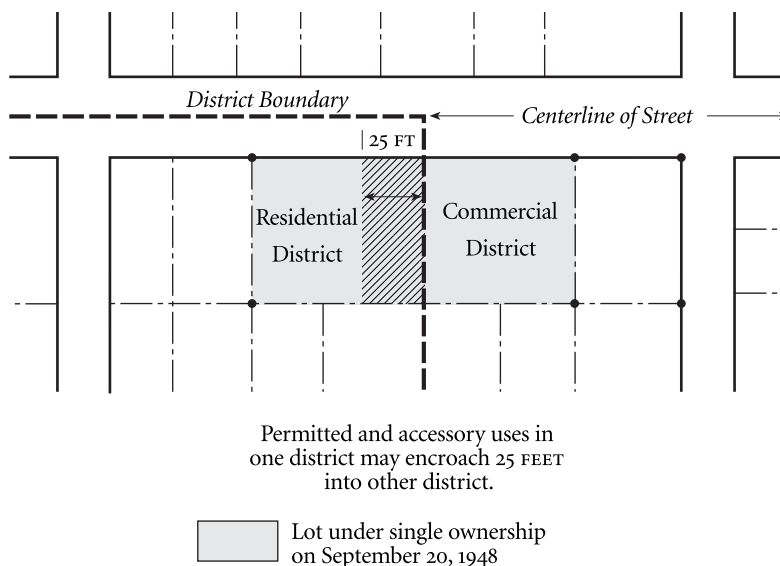 District Boundary
Centerline of Street
25 FT
Residential
District
Commercial
District
Permitted and accessory uses in
one district may encroach 25 FEET
into other district.
Lot under single ownership
on September 20, 1948